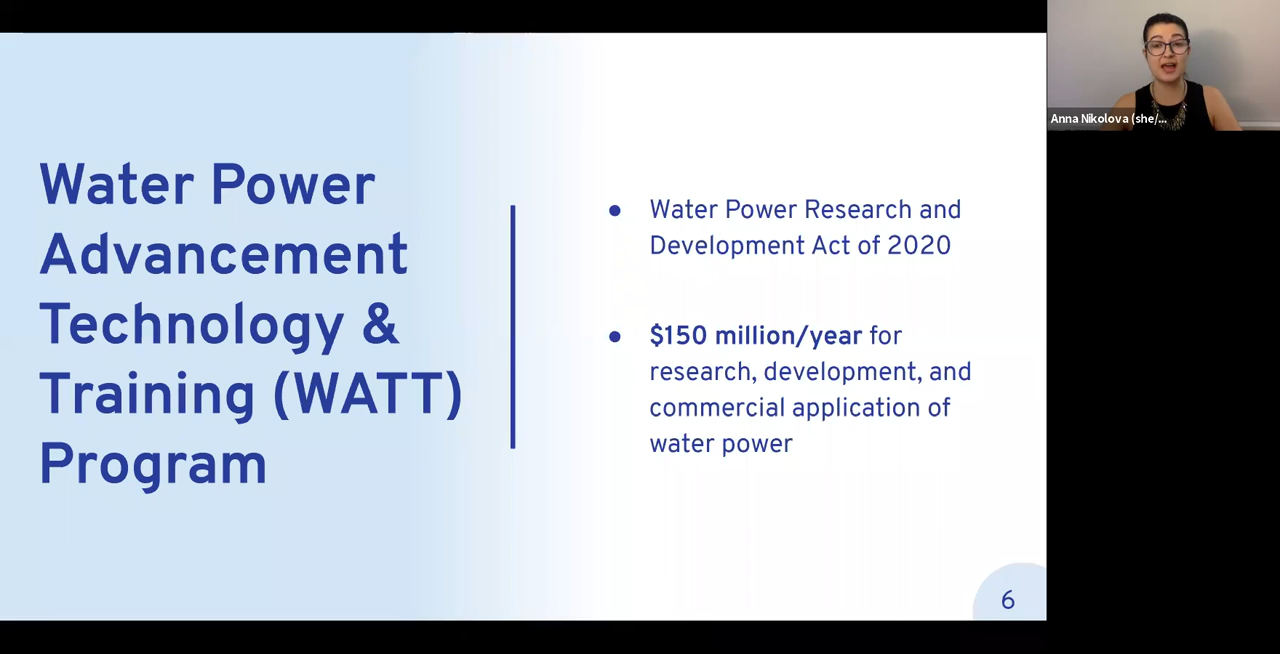 Water Power
Advancement
Technology &
Training (WATT)
Program
● Water Power Research and
Development Act of 2020
● $150 million/year for
research, development, and
commercial application of
water power
6
Anna Nikolova (she/...